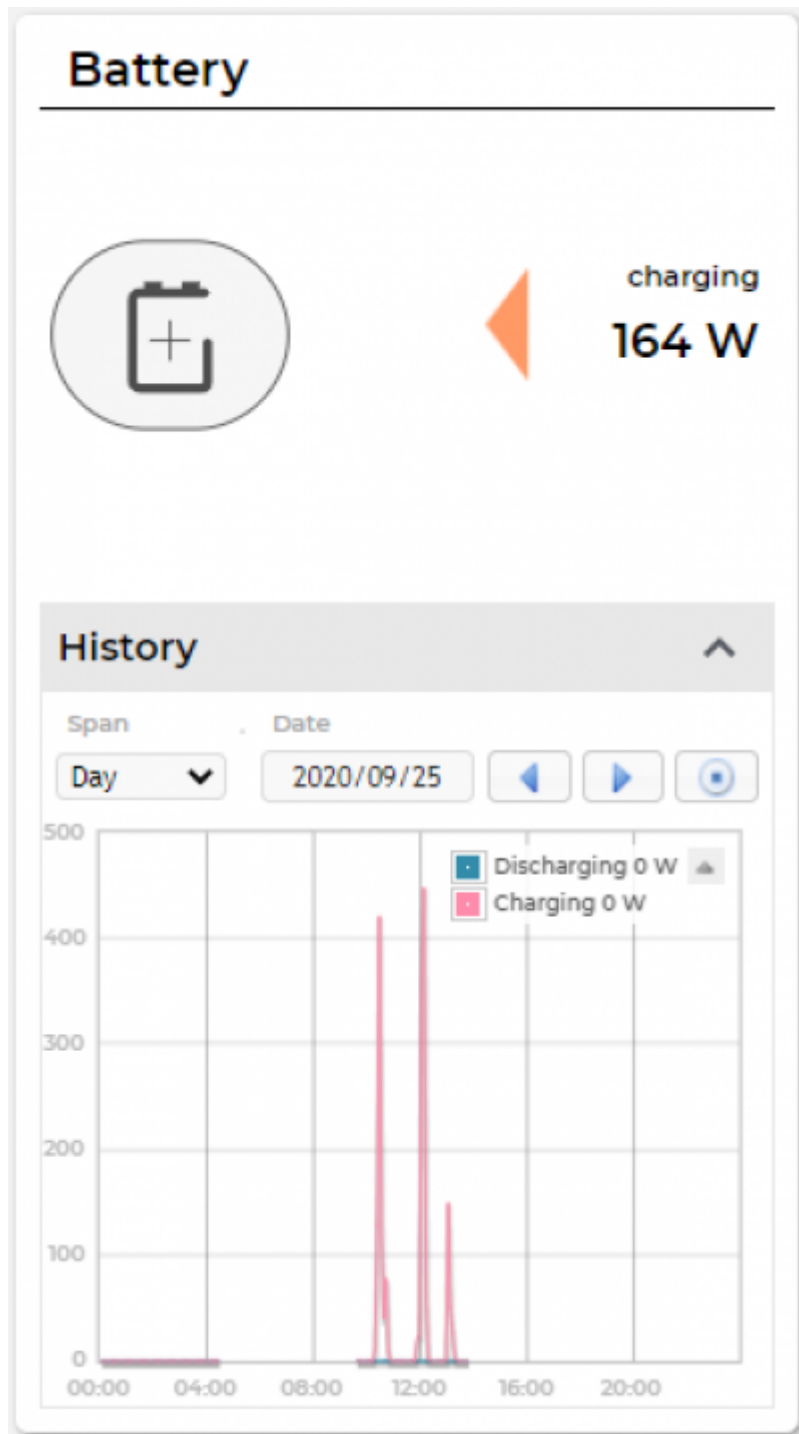 Battery
charging
164 W
History
Span . Date
Day 2020/09/25
500
Discharging 0 W
Charging 0 W
400
300
200
100
0
00:00 04:00 08:00 12:00 16:00 20:00